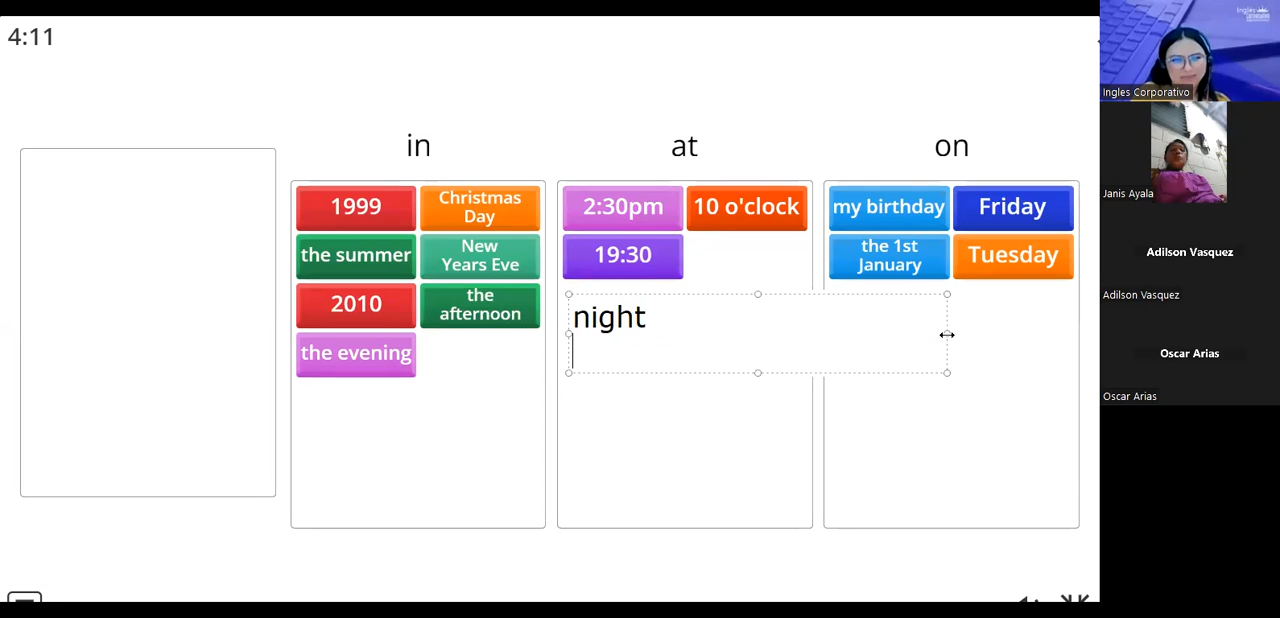 4:11
in
at
on
1999
Christmas
Day
2:30pm
10 o'clock
my birthday
Friday
the summer
New
Years Eve
19:30
the 1st
January
Tuesday
2010
the
afternoon
night
the evening
Ingles Corporativo
Janis Ayala
Adilson Vasquez
Adilson Vasquez
Oscar Arias
Oscar Arias